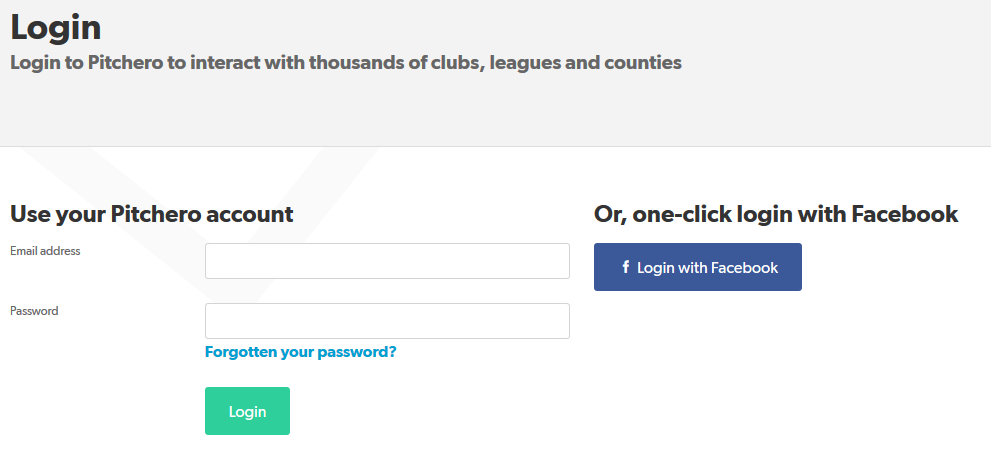 Login
Login to Pitchero to interact with thousands of clubs, leagues and counties
Use your Pitchero account
Email address
Password
Forgotten your password?
Login
Or, one-click login with Facebook
f Login with Facebook